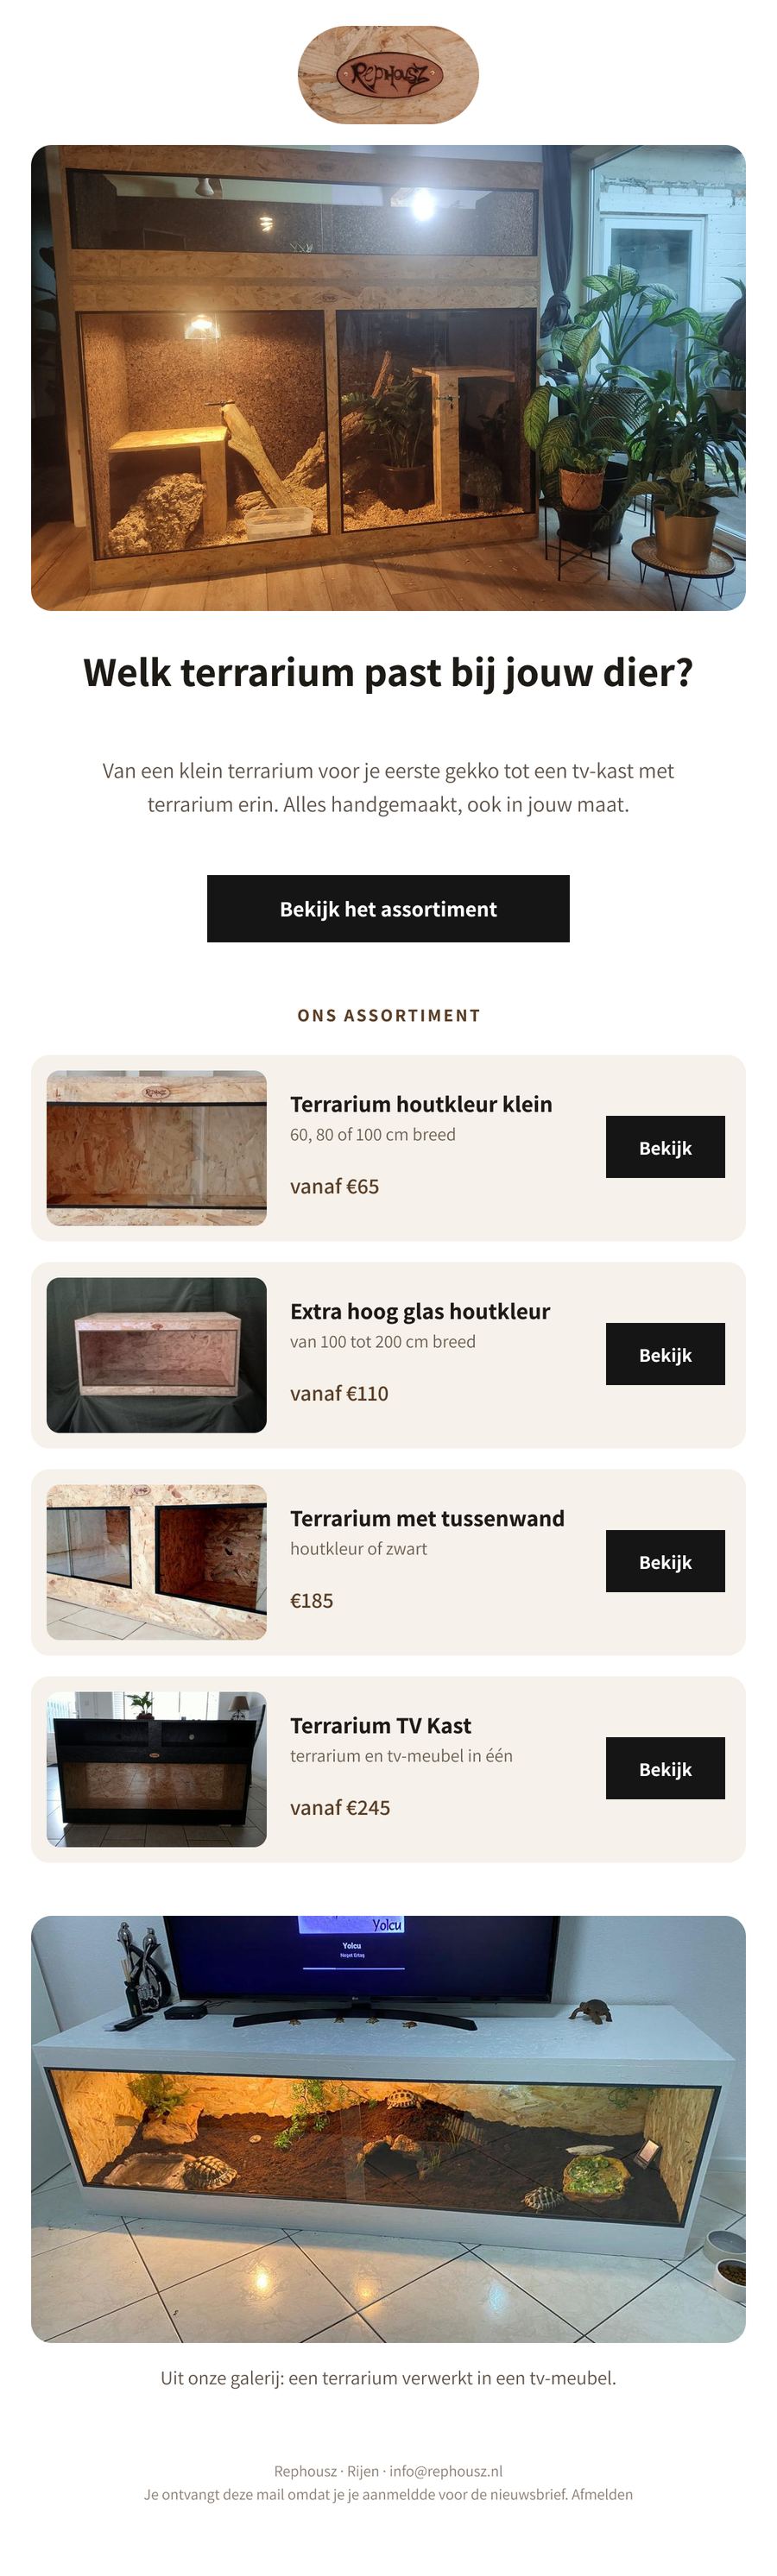 RepHousz
Welk terrarium past bij jouw dier?
Van een klein terrarium voor je eerste gekko tot een tv-kast met
terrarium erin. Alles handgemaakt, ook in jouw maat.
Bekijk het assortiment
ONS ASSORTIMENT
Terrarium houtkleur klein
60, 80 of 100 cm breed
vanaf €65
Bekijk
Extra hoog glas houtkleur
van 100 tot 200 cm breed
vanaf €110
Bekijk
Terrarium met tussenwand
houtkleur of zwart
€185
Bekijk
Terrarium TV Kast
terrarium en tv-meubel in één
vanaf €245
Bekijk
Yolcu
Yolcu
Neşet Ertaş
Uit onze galerij: een terrarium verwerkt in een tv-meubel.
Rephousz · Rijen · info@rephousz.nl
Je ontvangt deze mail omdat je je aanmeldde voor de nieuwsbrief. Afmelden